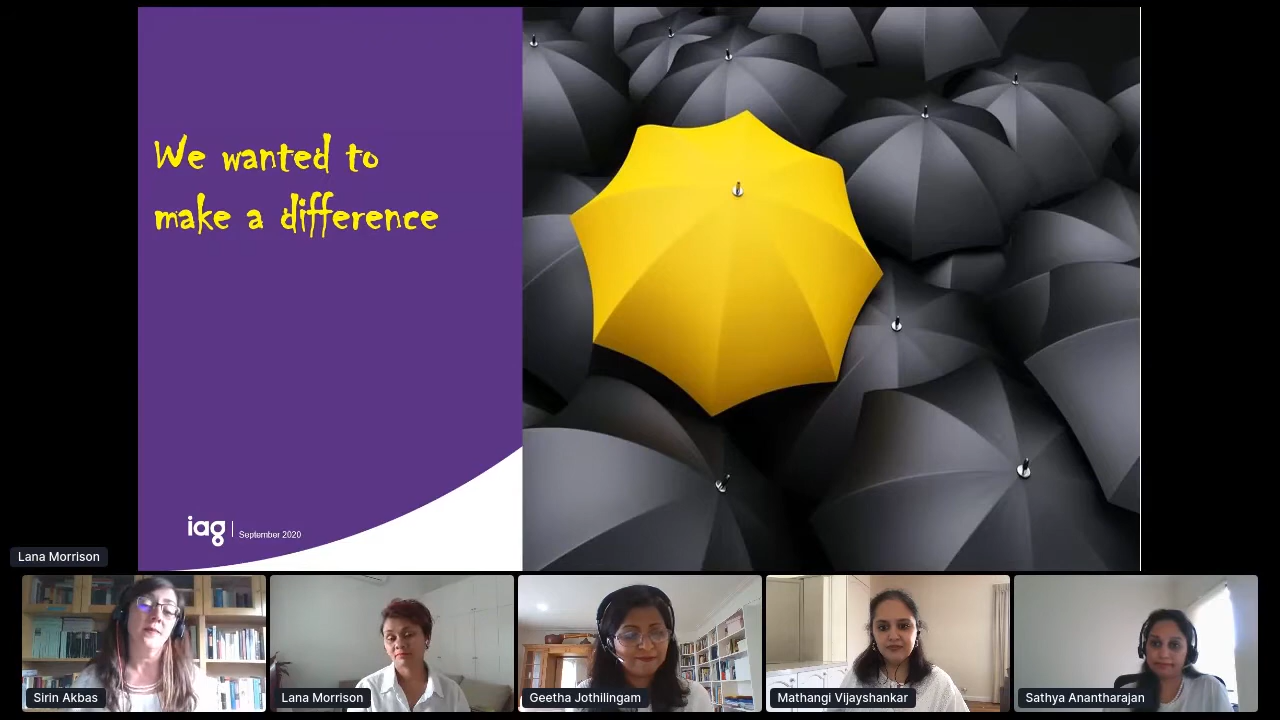 We wanted to
make a difference
iag
September 2020
Lana Morrison
Sirin Akbas
Lana Morrison
Geetha Jothilingam
Mathangi Vijayshankar
Sathya Anantharajan